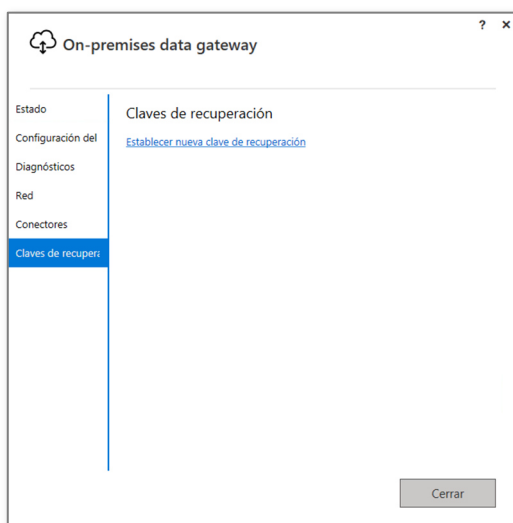 ? ×
On-premises data gateway
Estado
Configuración del
Diagnósticos
Red
Conectores
Claves de recupera
Claves de recuperación
Establecer nueva clave de recuperación
Cerrar